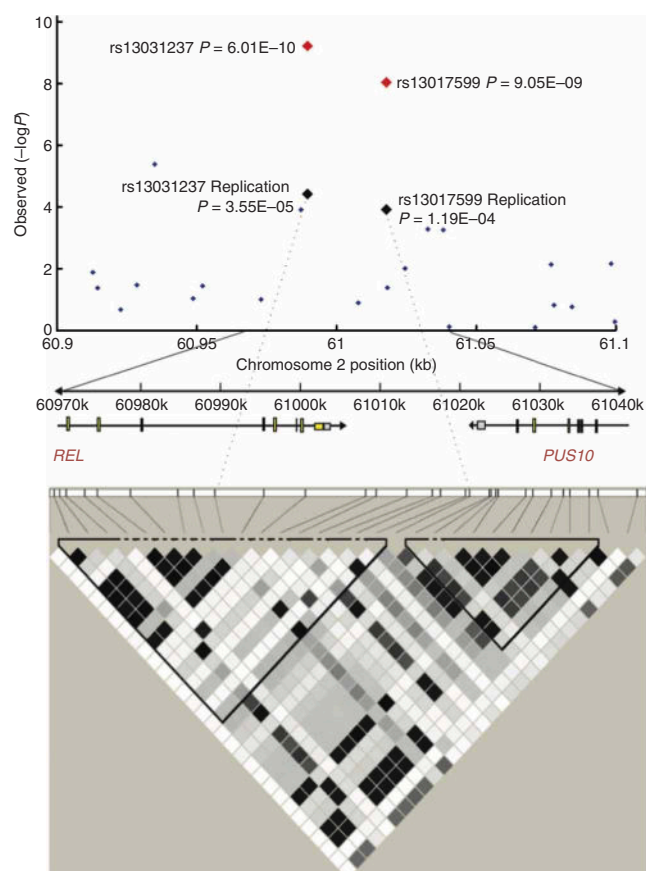 10
rs13031237 P = 6.01E–10
8
rs13017599 P = 9.05E–09
Observed (–logP)
6
rs13031237 Replication
P = 3.55E–05
rs13017599 Replication
P = 1.19E–04
4
2
0
60.9 60.95 61 61.05 61.1
Chromosome 2 position (kb)
60970k 60980k 60990k 61000k 61010k 61020k 61030k 61040k
REL PUS10